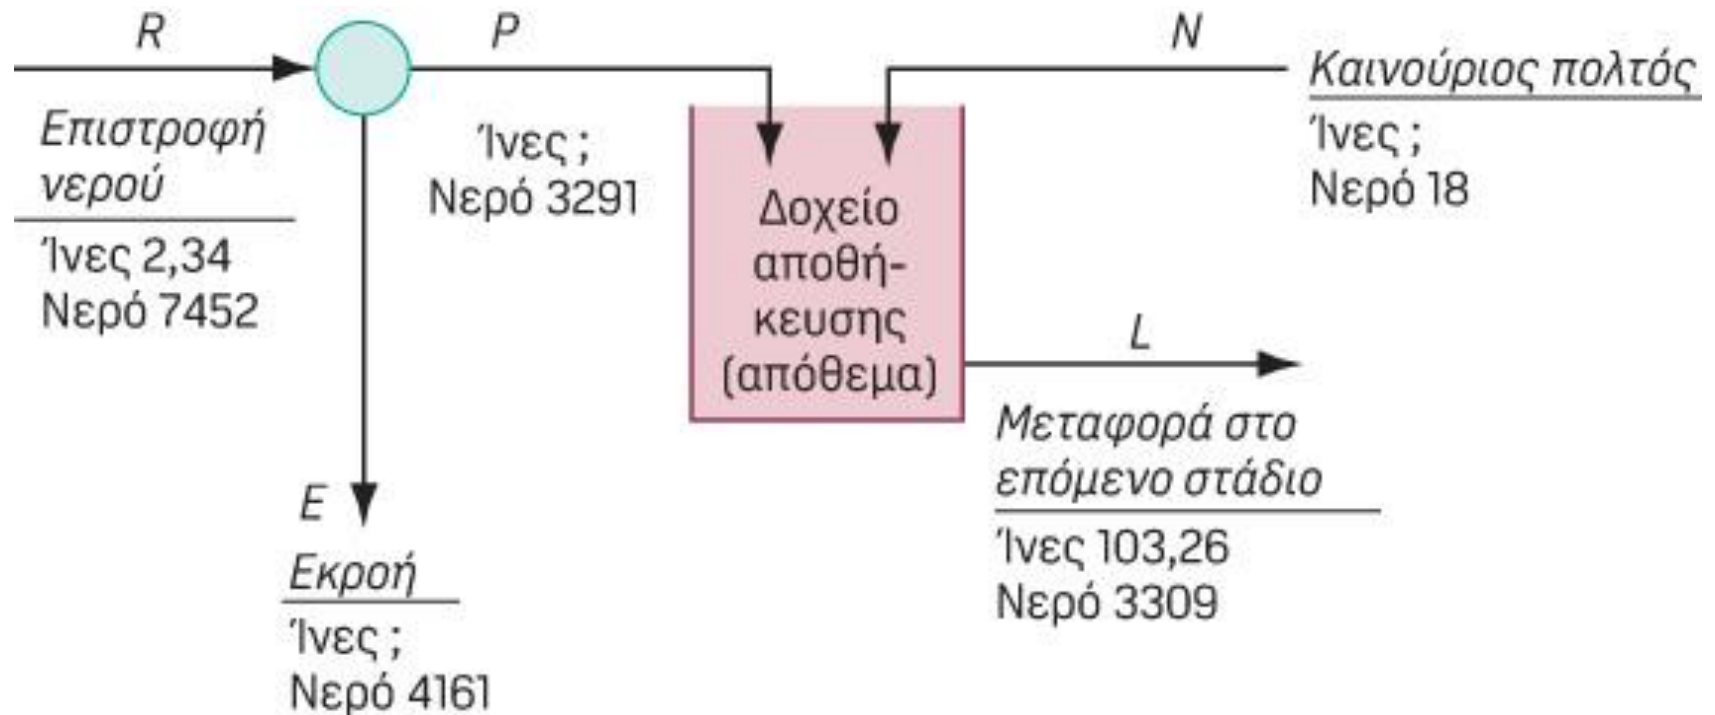 R
P
N
Επιστροφή
νερού
Ίνες 2,34
Νερό 7452
Ίνες ;
Νερό 3291
Καινούριος πολτός
Ίνες ;
Νερό 18
Δοχείο
αποθή-
κευσης
(απόθεμα)
L
Μεταφορά στο
επόμενο στάδιο
Ίνες 103,26
Νερό 3309
E
Εκροή
Ίνες ;
Νερό 4161